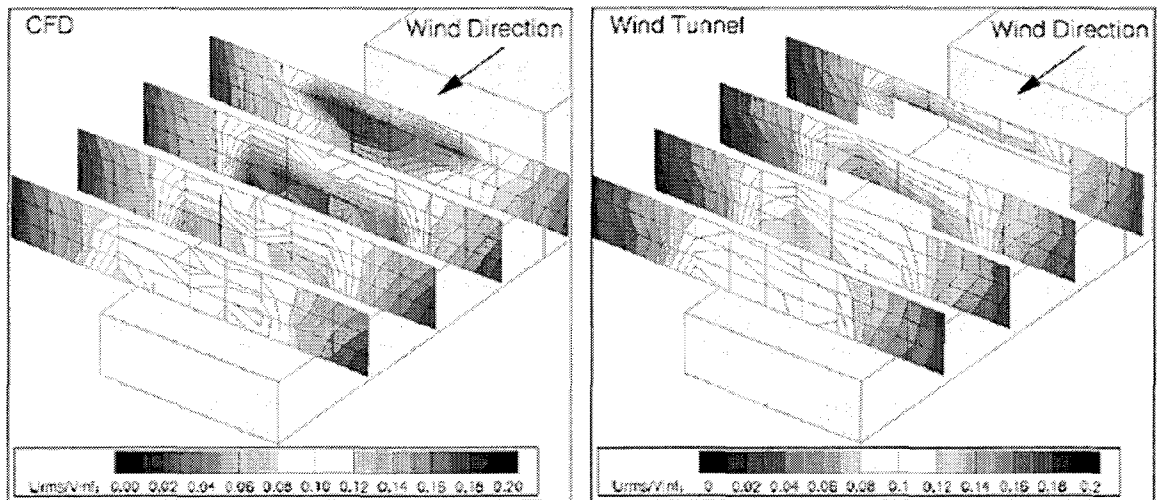 CFD
Wind Direction
Urms/Vinf: 0.00 0.02 0.04 0.06 0.08 0.10 0.12 0.14 0.16 0.18 0.20
Wind Tunnel
Wind Direction
Urms/Vinf: 0 0.02 0.04 0.06 0.08 0.1 0.12 0.14 0.16 0.18 0.2